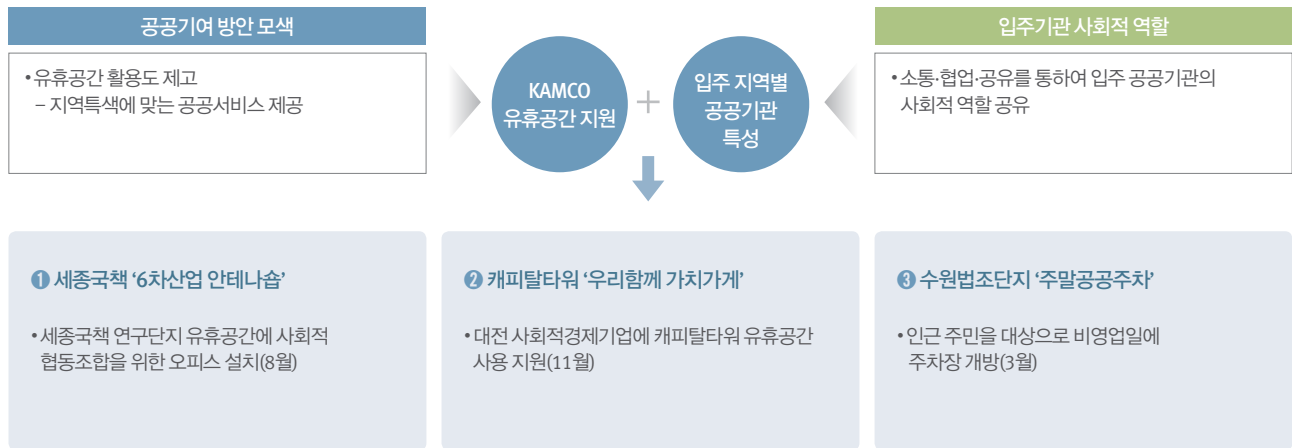 공공기여 방안 모색
• 유휴공간 활용도 제고
– 지역특색에 맞는 공공서비스 제공
KAMCO
유휴공간 지원
+
입주 지역별
공공기관
특성
입주기관 사회적 역할
• 소통·협업·공유를 통하여 입주 공공기관의
사회적 역할 공유
❶ 세종국책 ‘6차산업 안테나숍’
• 세종국책 연구단지 유휴공간에 사회적
협동조합을 위한 오피스 설치(8월)
❷ 캐피탈타워 ‘우리함께 가치가게’
• 대전 사회적경제기업에 캐피탈타워 유휴공간
사용 지원(11월)
❸ 수원법조단지 ‘주말공공주차’
• 인근 주민을 대상으로 비영업일에
주차장 개방(3월)